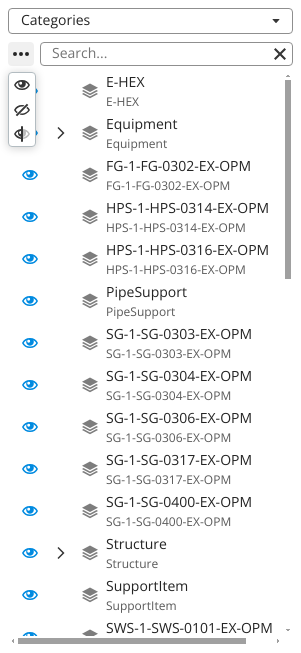 Categories
Search...
E-HEX
E-HEX
Equipment
Equipment
FG-1-FG-0302-EX-OPM
FG-1-FG-0302-EX-OPM
HPS-1-HPS-0314-EX-OPM
HPS-1-HPS-0314-EX-OPM
HPS-1-HPS-0316-EX-OPM
HPS-1-HPS-0316-EX-OPM
PipeSupport
PipeSupport
SG-1-SG-0303-EX-OPM
SG-1-SG-0303-EX-OPM
SG-1-SG-0304-EX-OPM
SG-1-SG-0304-EX-OPM
SG-1-SG-0306-EX-OPM
SG-1-SG-0306-EX-OPM
SG-1-SG-0317-EX-OPM
SG-1-SG-0317-EX-OPM
SG-1-SG-0400-EX-OPM
SG-1-SG-0400-EX-OPM
Structure
Structure
SupportItem
SupportItem
SWS-1-SWS-0101-EX-OPM